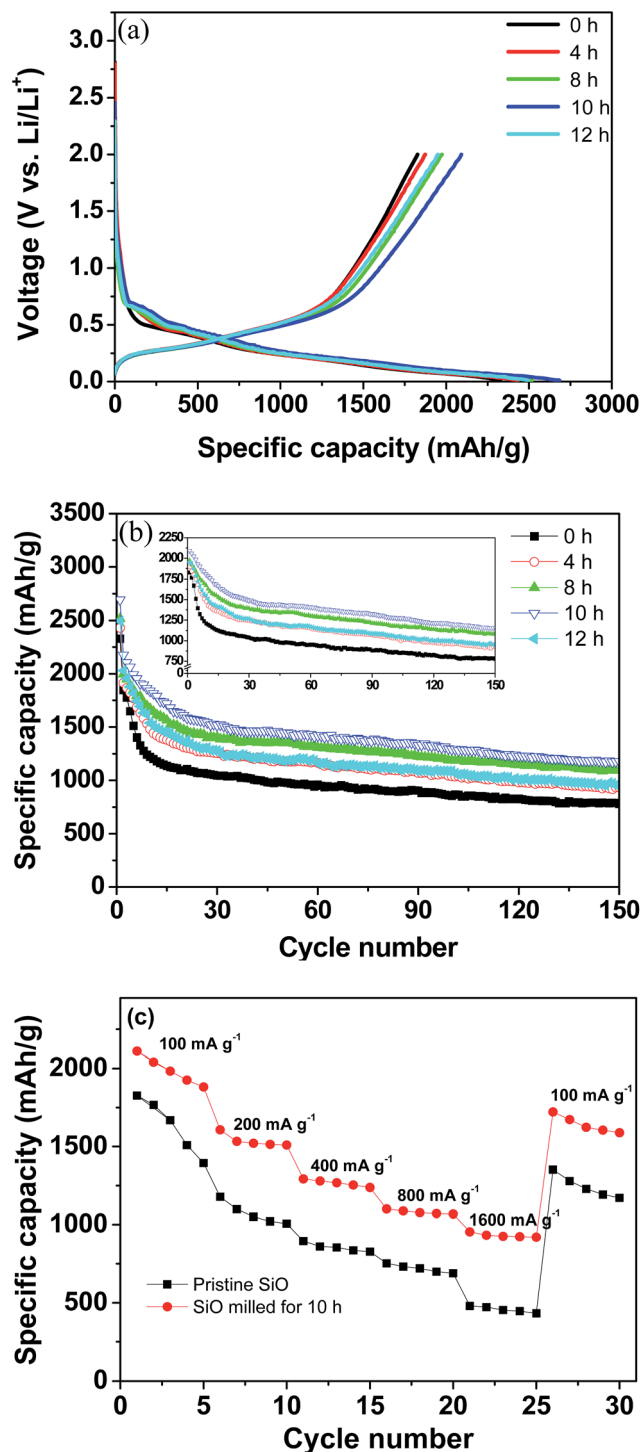 (a)
0 h
4 h
8 h
10 h
12 h
Voltage (V vs. Li/Li⁺)
2.5
2.0
1.5
1.0
0.5
0.0
0 500 1000 1500 2000 2500 3000
Specific capacity (mAh/g)
(b)
0 h
4 h
8 h
10 h
12 h
Specific capacity (mAh/g)
3500
3000
2500
2000
1500
1000
500
0
2250
2000
1750
1500
1250
1000
750
0
0 30 60 90 120 150
0 30 60 90 120 150
Cycle number
(c)
Specific capacity (mAh/g)
2000
1500
1000
500
0
100 mA g⁻¹
200 mA g⁻¹
400 mA g⁻¹
800 mA g⁻¹
1600 mA g⁻¹
100 mA g⁻¹
Pristine SiO
SiO milled for 10 h
0 5 10 15 20 25 30
Cycle number